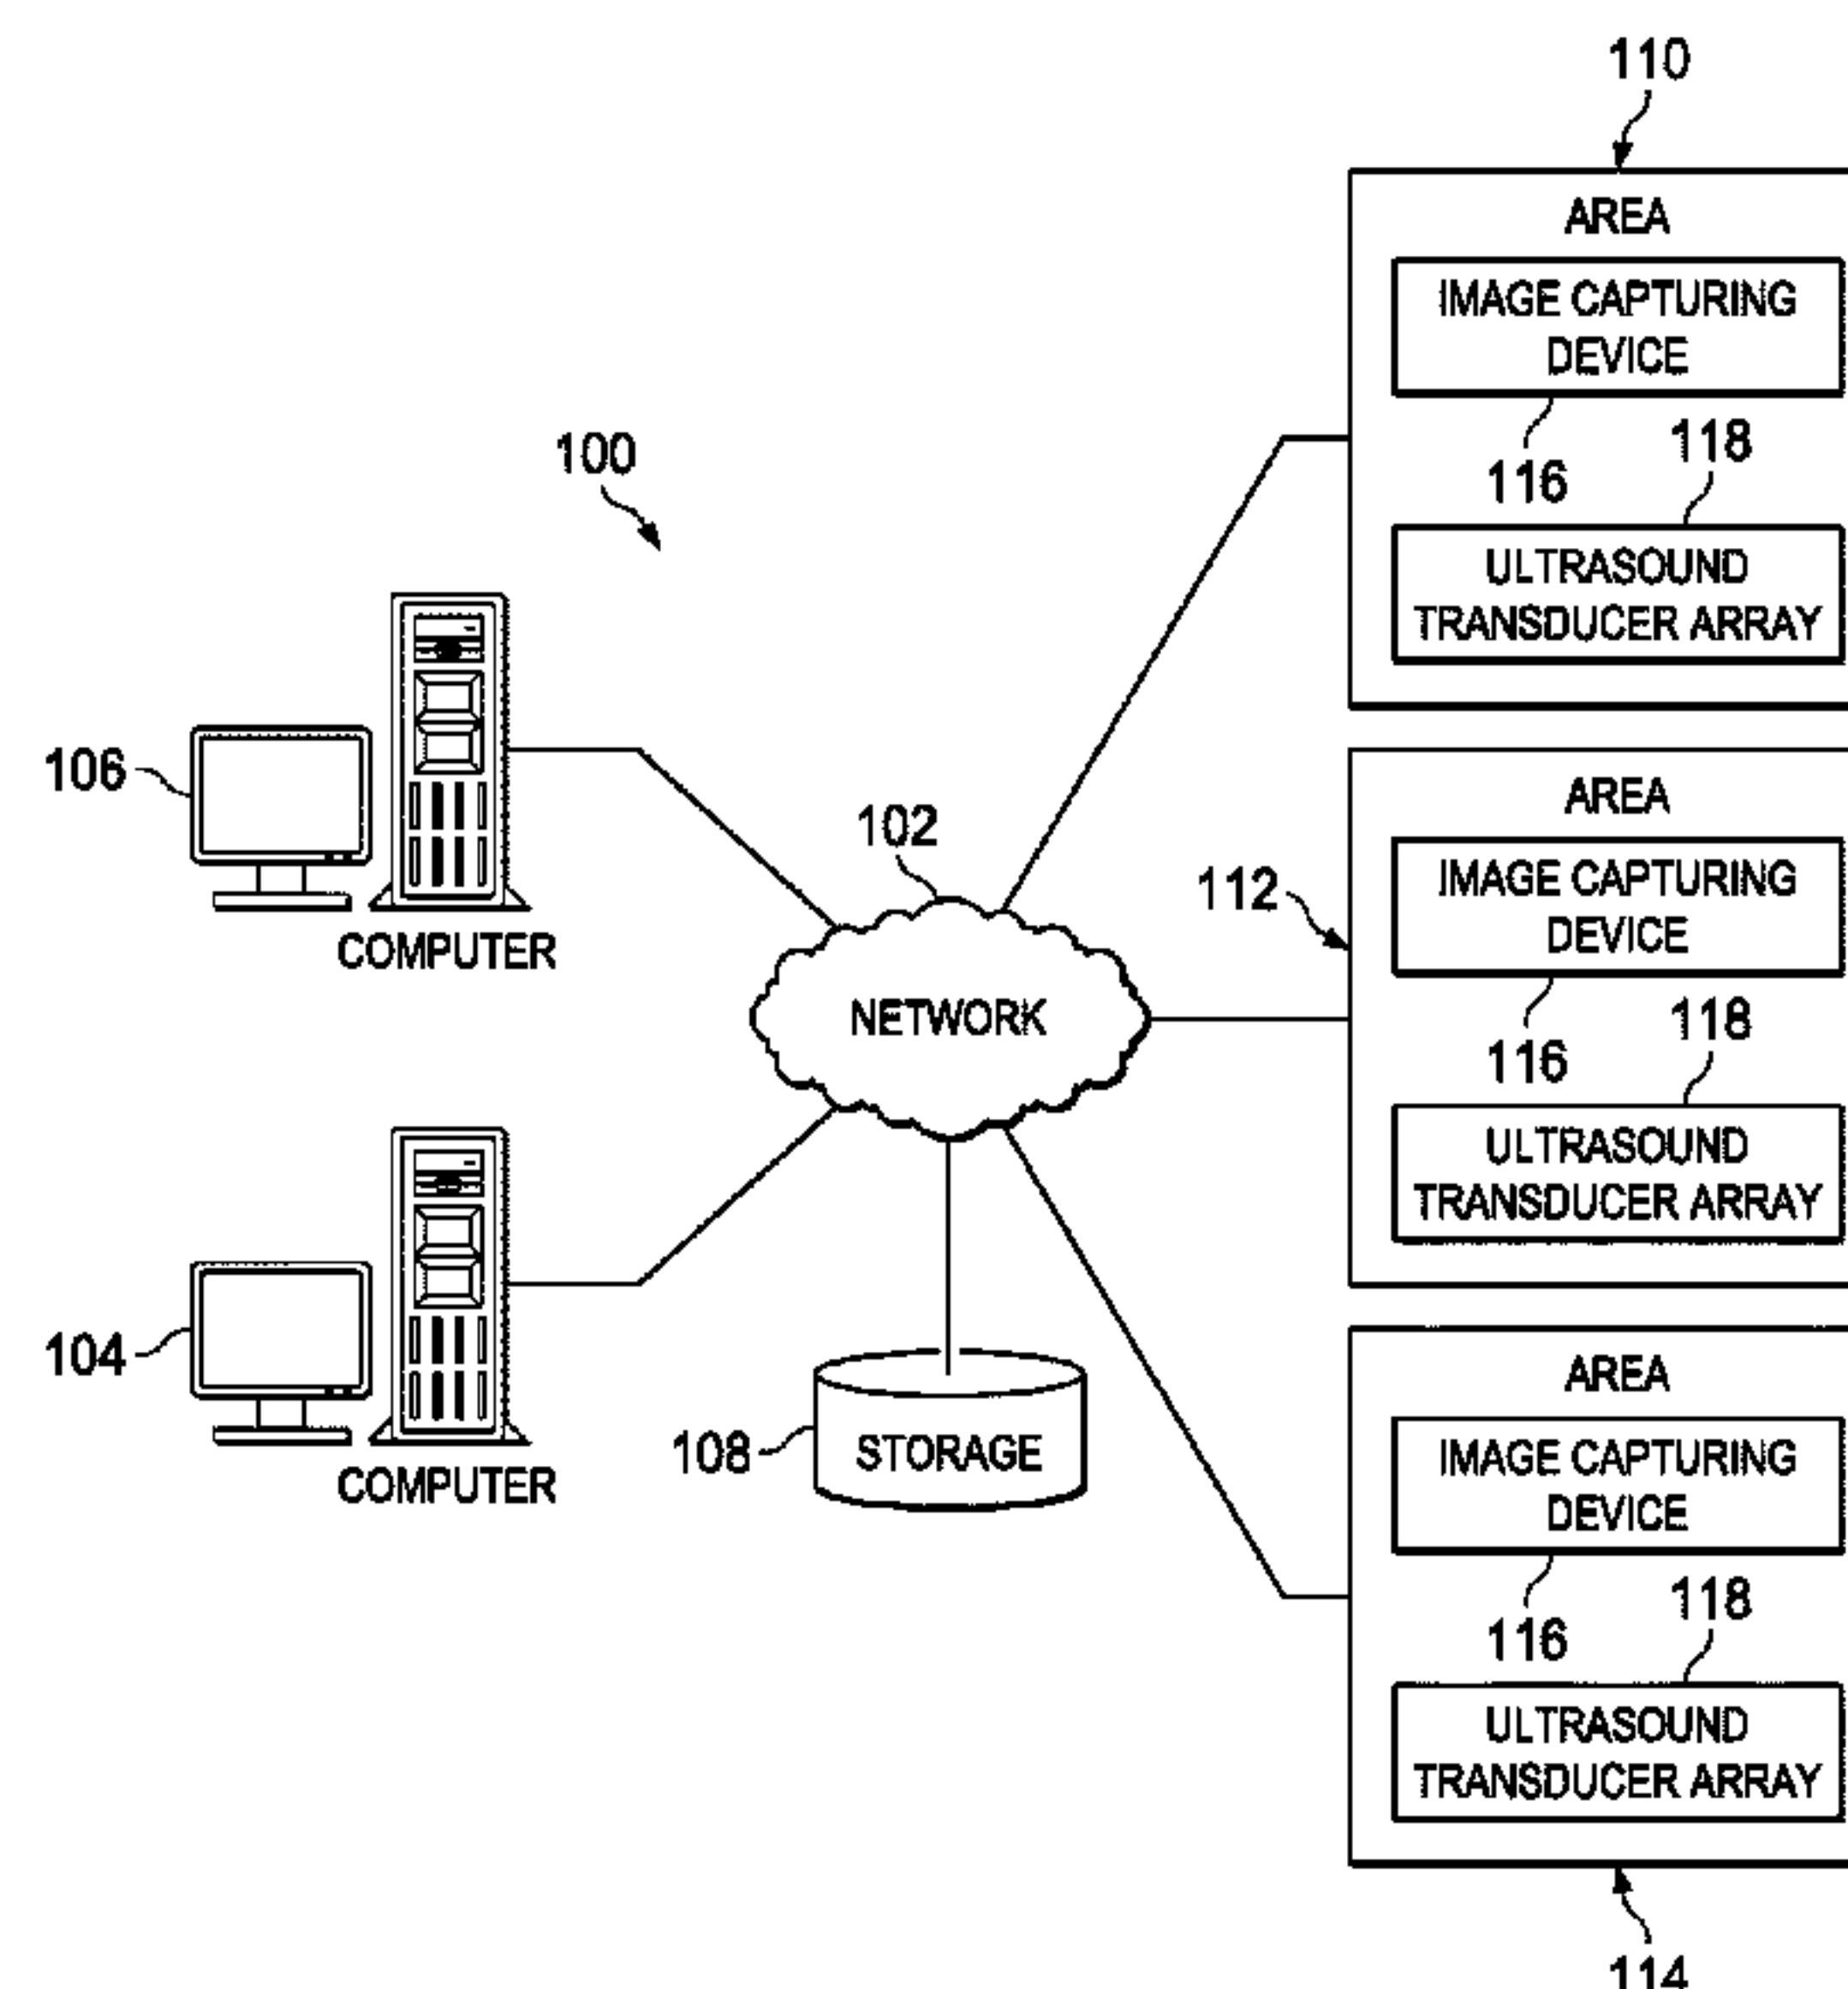 110
AREA
IMAGE CAPTURING
DEVICE
116
118
ULTRASOUND
TRANSDUCER ARRAY
100
106
COMPUTER
102
NETWORK
112
AREA
IMAGE CAPTURING
DEVICE
116
118
ULTRASOUND
TRANSDUCER ARRAY
104
COMPUTER
108
STORAGE
AREA
IMAGE CAPTURING
DEVICE
116
118
ULTRASOUND
TRANSDUCER ARRAY
114